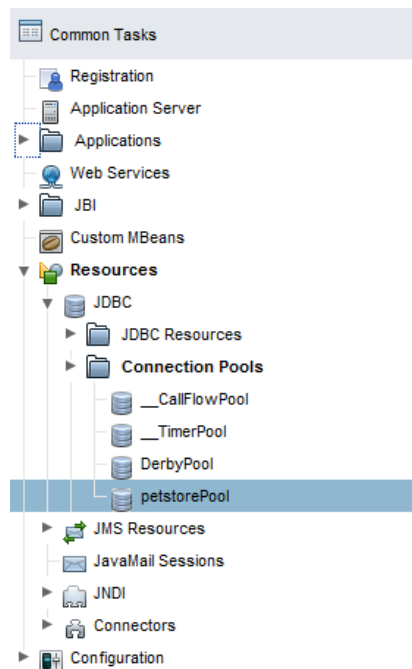 Common Tasks
Registration
Application Server
Applications
Web Services
JBI
Custom MBeans
Resources
JDBC
JDBC Resources
Connection Pools
__CallFlowPool
__TimerPool
DerbyPool
petstorePool
JMS Resources
JavaMail Sessions
JNDI
Connectors
Configuration